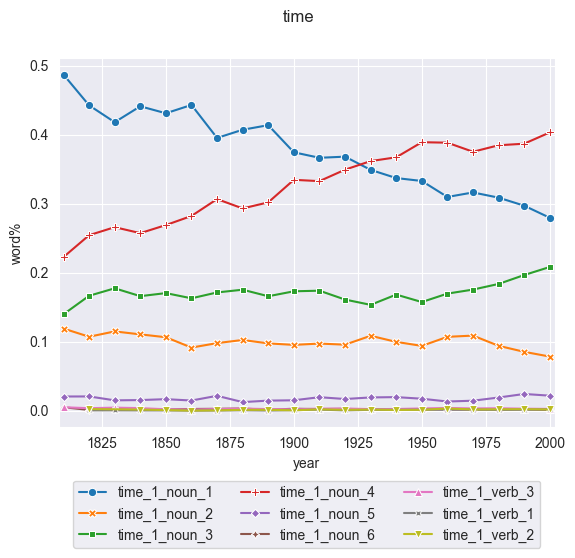 time
0.5
0.4
0.3
0.2
0.1
0.0
word%
1825 1850 1875 1900 1925 1950 1975 2000
year
time_1_noun_1 time_1_noun_4 time_1_verb_3
time_1_noun_2 time_1_noun_5 time_1_verb_1
time_1_noun_3 time_1_noun_6 time_1_verb_2